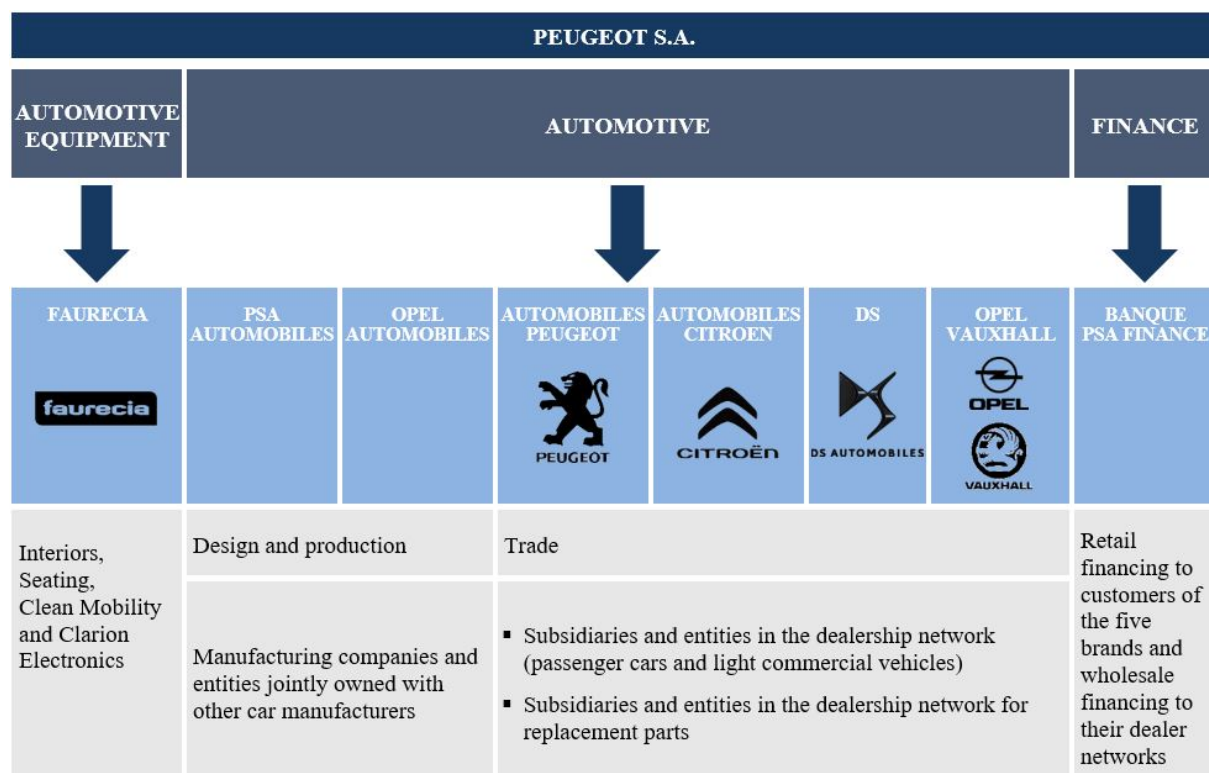 PEUGEOT S.A.
AUTOMOTIVE
EQUIPMENT
AUTOMOTIVE
FINANCE
FAURECIA
faurecia
PSA
AUTOMOBILES
OPEL
AUTOMOBILES
AUTOMOBILES
PEUGEOT
PEUGEOT
AUTOMOBILES
CITROEN
CITROËN
DS
DS AUTOMOBILES
OPEL
VAUXHALL
OPEL
VAUXHALL
BANQUE
PSA FINANCE
Interiors,
Seating,
Clean Mobility
and Clarion
Electronics
Design and production
Manufacturing companies and
entities jointly owned with
other car manufacturers
Trade
▪ Subsidiaries and entities in the dealership network
(passenger cars and light commercial vehicles)
▪ Subsidiaries and entities in the dealership network for
replacement parts
Retail
financing to
customers of
the five
brands and
wholesale
financing to
their dealer
networks